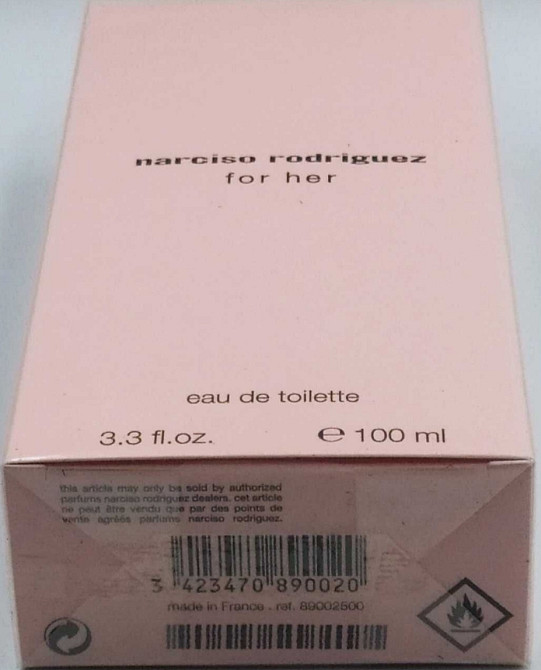 narciso rodriguez
for her
eau de toilette
3.3 fl.oz. ℮ 100 ml
this article may only be sold by authorized
parfums narciso rodriguez dealers. cet article
ne peut être vendu que par des points de
vente agréés parfums narciso rodriguez.
3 423470 890020
made in France . ref. 89002500